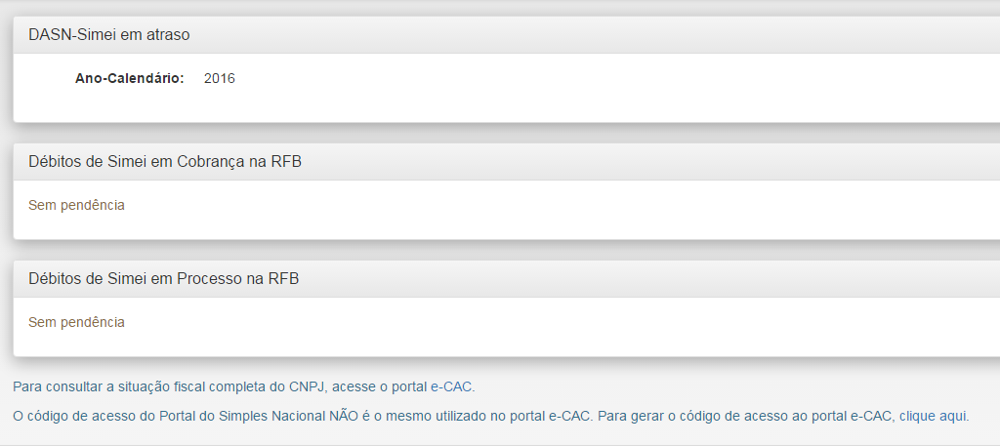 DASN-Simei em atraso
Ano-Calendário: 2016
Débitos de Simei em Cobrança na RFB
Sem pendência
Débitos de Simei em Processo na RFB
Sem pendência
Para consultar a situação fiscal completa do CNPJ, acesse o portal e-CAC.
O código de acesso do Portal do Simples Nacional NÃO é o mesmo utilizado no portal e-CAC. Para gerar o código de acesso ao portal e-CAC, clique aqui.